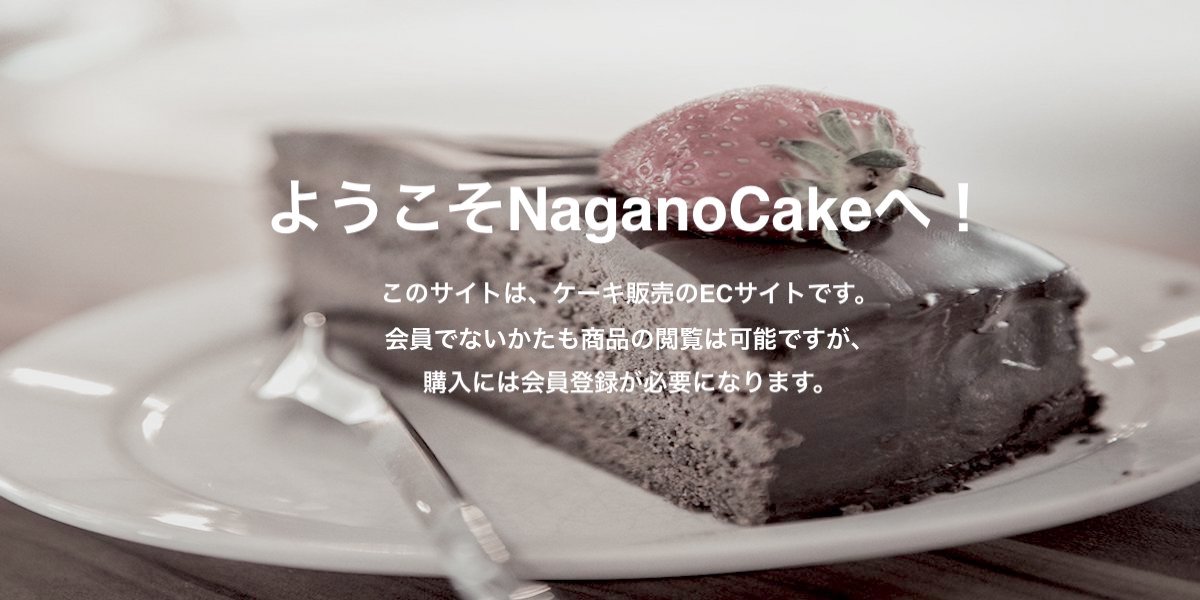 ようこそNaganoCakeへ！
このサイトは、ケーキ販売のECサイトです。
会員でないかたも商品の閲覧は可能ですが、
購入には会員登録が必要になります。